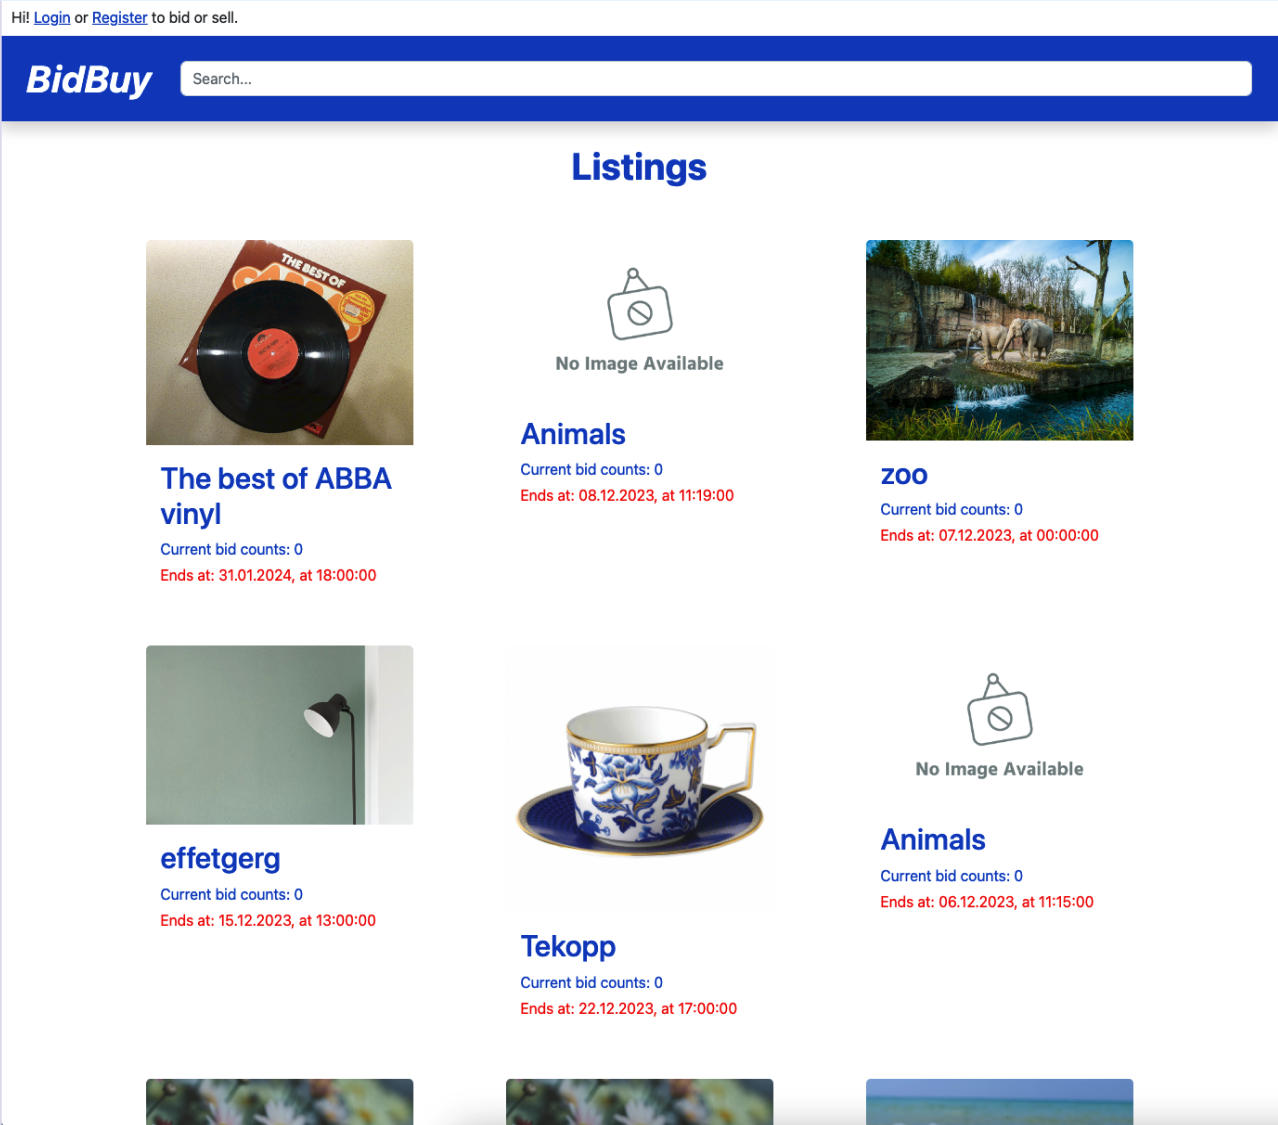 Hi! Login or Register to bid or sell.
BidBuy
Search...
Listings
THE BEST OF
No Image Available
The best of ABBA
vinyl
Current bid counts: 0
Ends at: 31.01.2024, at 18:00:00
Animals
Current bid counts: 0
Ends at: 08.12.2023, at 11:19:00
zoo
Current bid counts: 0
Ends at: 07.12.2023, at 00:00:00
effetgerg
Current bid counts: 0
Ends at: 15.12.2023, at 13:00:00
Tekopp
Current bid counts: 0
Ends at: 22.12.2023, at 17:00:00
No Image Available
Animals
Current bid counts: 0
Ends at: 06.12.2023, at 11:15:00